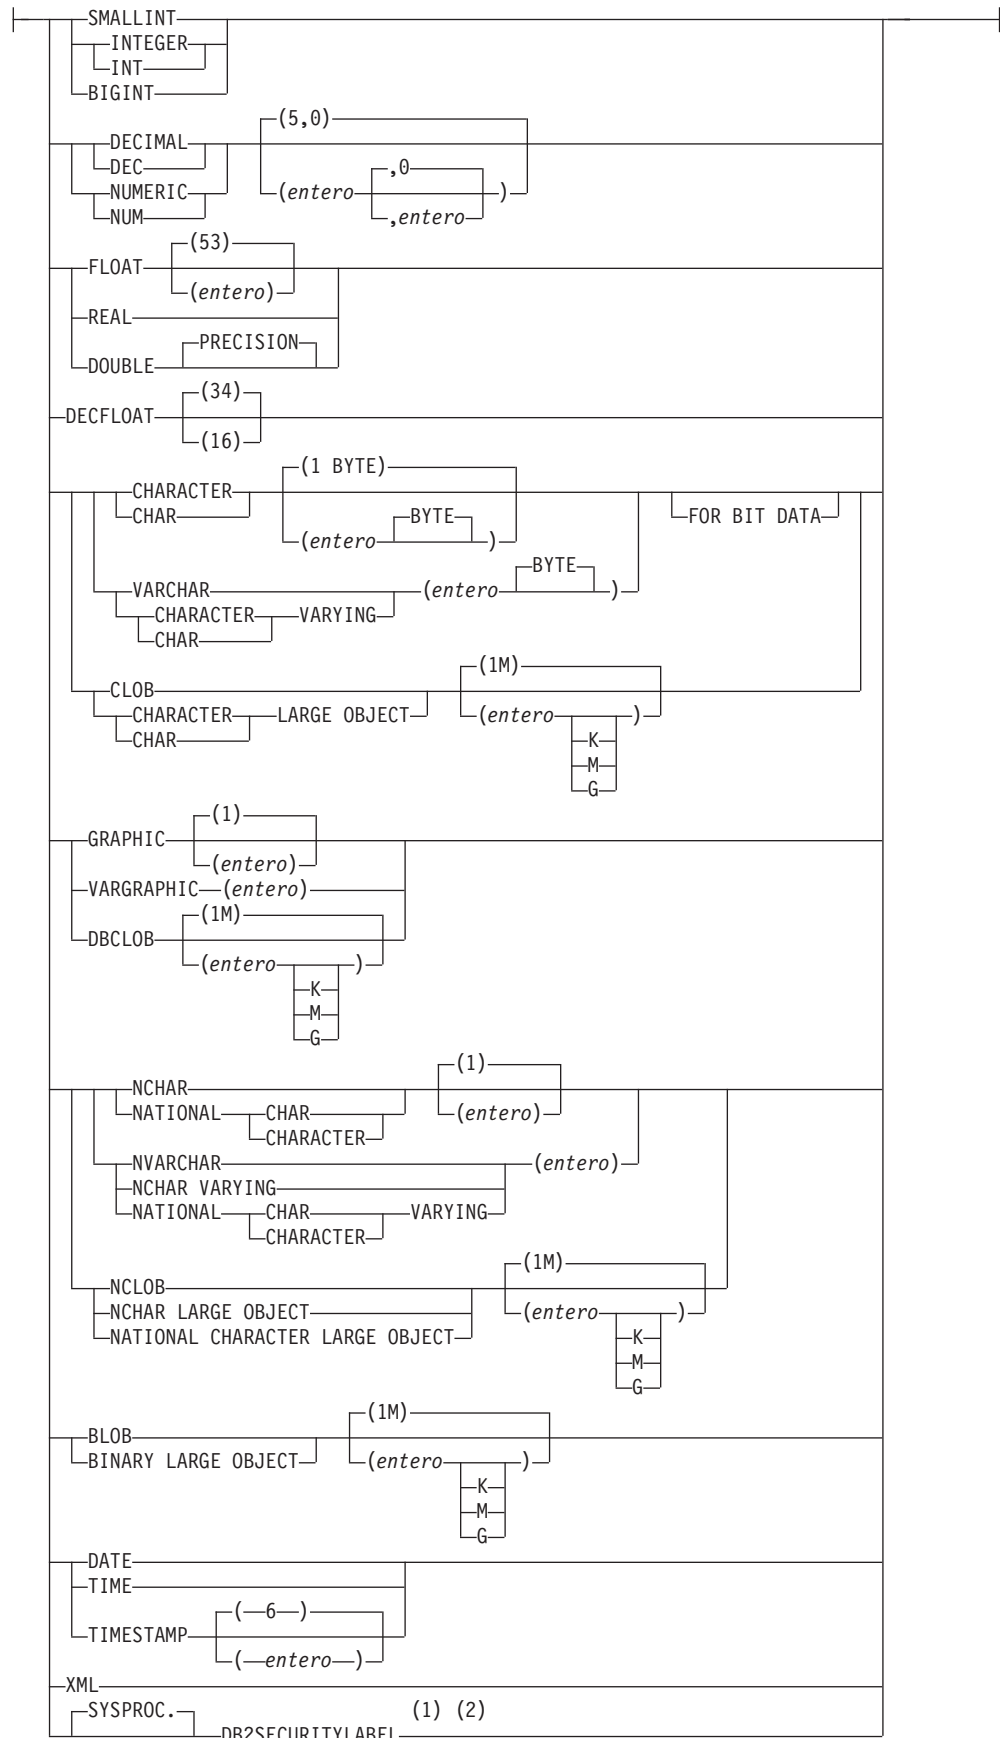 SMALLINT
INTEGER
INT
BIGINT
(5,0)
DECIMAL
DEC
,0
NUMERIC (entero )
NUM ,entero
(53)
FLOAT
(entero)
REAL
PRECISION
DOUBLE
(34)
DECFLOAT
(16)
(1 BYTE)
CHARACTER
CHAR BYTE FOR BIT DATA
(entero )
BYTE
VARCHAR (entero )
CHARACTER VARYING
CHAR
(1M)
CLOB
CHARACTER LARGE OBJECT (entero )
CHAR K
M
G
(1)
GRAPHIC
(entero)
VARGRAPHIC (entero)
(1M)
DBCLOB
(entero )
K
M
G
(1)
NCHAR
NATIONAL CHAR (entero)
CHARACTER
NVARCHAR (entero)
NCHAR VARYING
NATIONAL CHAR VARYING
CHARACTER
(1M)
NCLOB
NCHAR LARGE OBJECT (entero )
NATIONAL CHARACTER LARGE OBJECT K
M
G
(1M)
BLOB
BINARY LARGE OBJECT (entero )
K
M
G
DATE
TIME
( 6 )
TIMESTAMP
( entero )
XML
SYSPROC. (1) (2)
DB2SECURITYLABEL